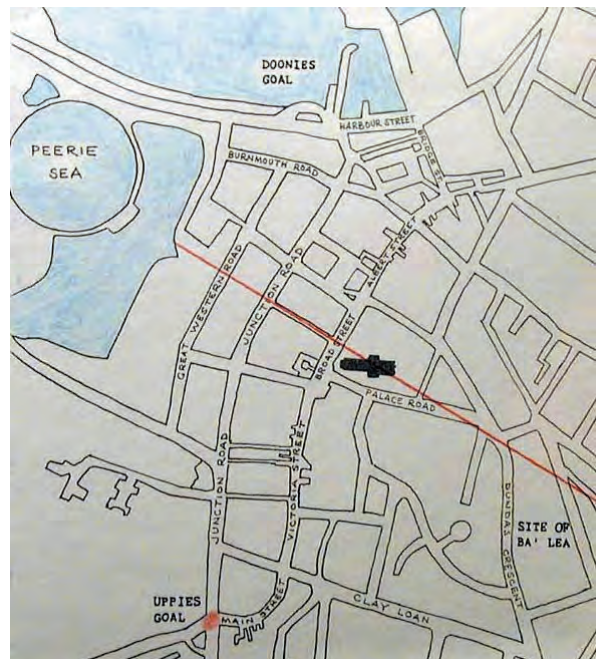 DOONIES
GOAL
HARBOUR STREET
BRIDGE ST.
PEERIE
SEA
BURNMOUTH ROAD
ALBERT STREET
GREAT WESTERN ROAD
JUNCTION ROAD
BROAD STREET
PALACE ROAD
JUNCTION ROAD
VICTORIA STREET
DUNDAS CRESCENT
SITE OF
BA' LEA
UPPIES
GOAL
MAIN STREET
CLAY LOAN